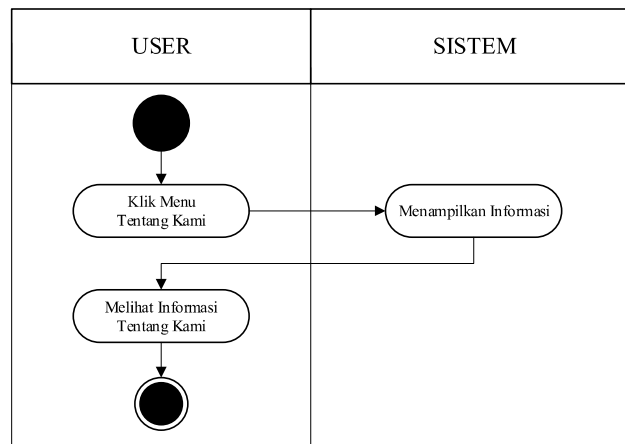 USER
SISTEM
Klik Menu
Tentang Kami
Menampilkan Informasi
Melihat Informasi
Tentang Kami